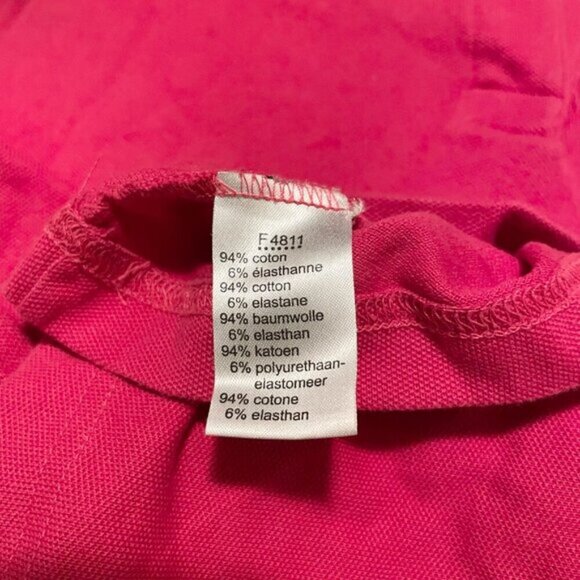 F 4811
94% coton
6% élasthanne
94% cotton
6% elastane
94% baumwolle
6% elasthan
94% katoen
6% polyurethaan-
elastomeer
94% cotone
6% elasthan